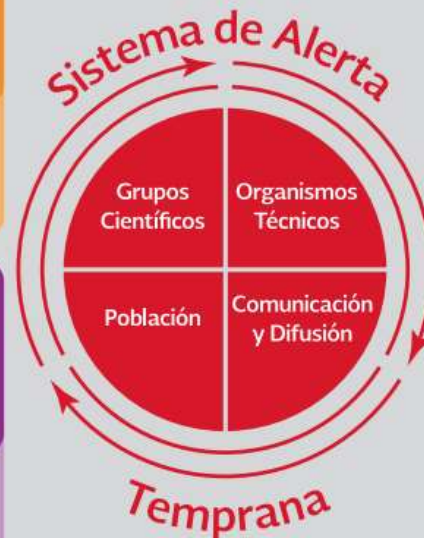 Sistema de Alerta
Grupos
Científicos
Organismos
Técnicos
Población
Comunicación
y Difusión
Temprana